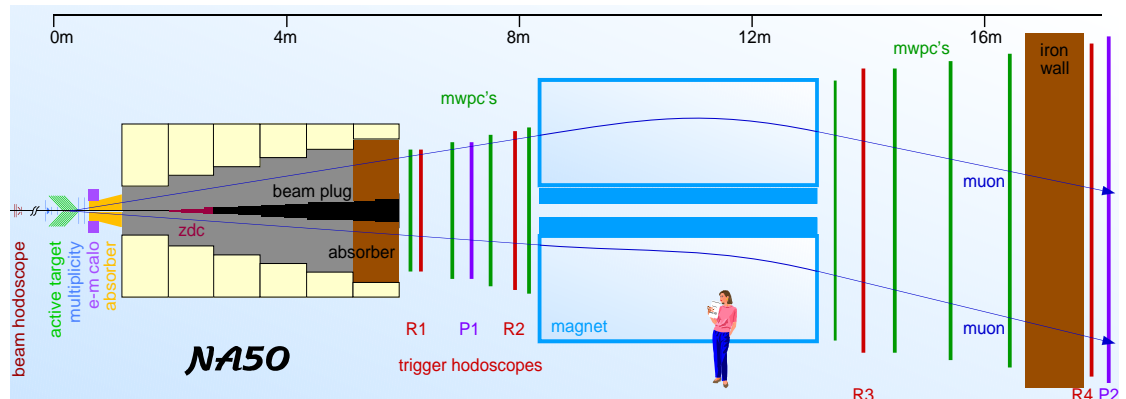 0m
4m
8m
12m
16m
mwpc's
mwpc's
iron
wall
beam plug
muon
zdc
absorber
beam hodoscope
active target
multiplicity
e-m calo
absorber
R1
P1
R2
magnet
muon
NA50
trigger hodoscopes
R3
R4
P2